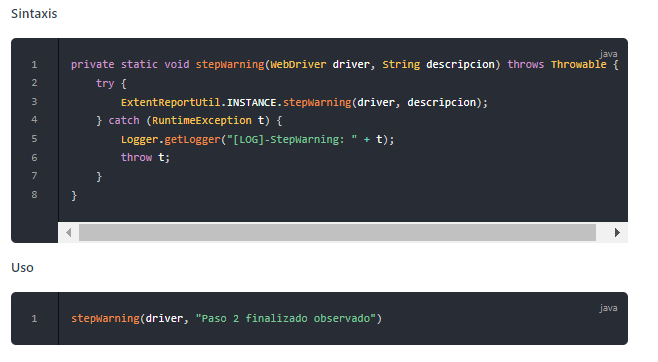 Sintaxis
java
1 private static void stepWarning(WebDriver driver, String descripcion) throws Throwable {
2     try {
3         ExtentReportUtil.INSTANCE.stepWarning(driver, descripcion);
4     } catch (RuntimeException t) {
5         Logger.getLogger("[LOG]-StepWarning: " + t);
6         throw t;
7     }
8 }
Uso
java
1 stepWarning(driver, "Paso 2 finalizado observado")